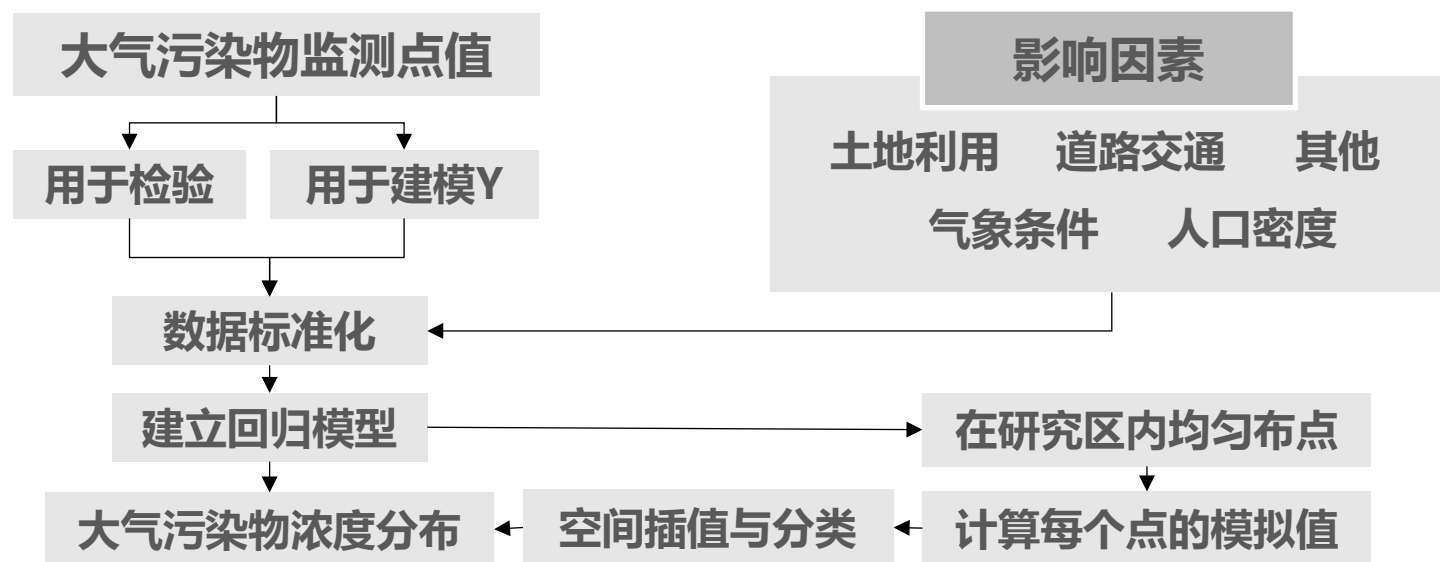 大气污染物监测点值
影响因素
土地利用 道路交通 其他
气象条件 人口密度
用于检验 用于建模Y
数据标准化
建立回归模型
在研究区内均匀布点
大气污染物浓度分布
空间插值与分类
计算每个点的模拟值